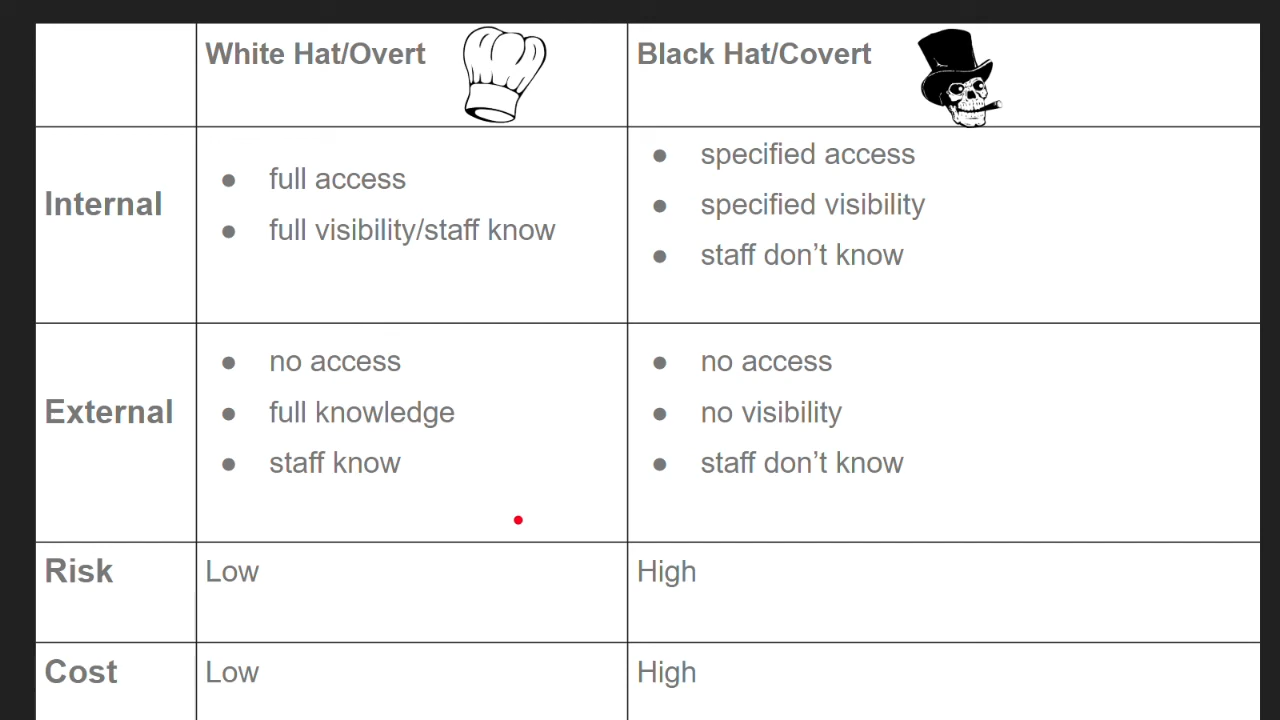 White Hat/Overt
Black Hat/Covert
Internal
● full access
● full visibility/staff know
● specified access
● specified visibility
● staff don’t know
External
● no access
● full knowledge
● staff know
● no access
● no visibility
● staff don’t know
Risk
Low
High
Cost
Low
High